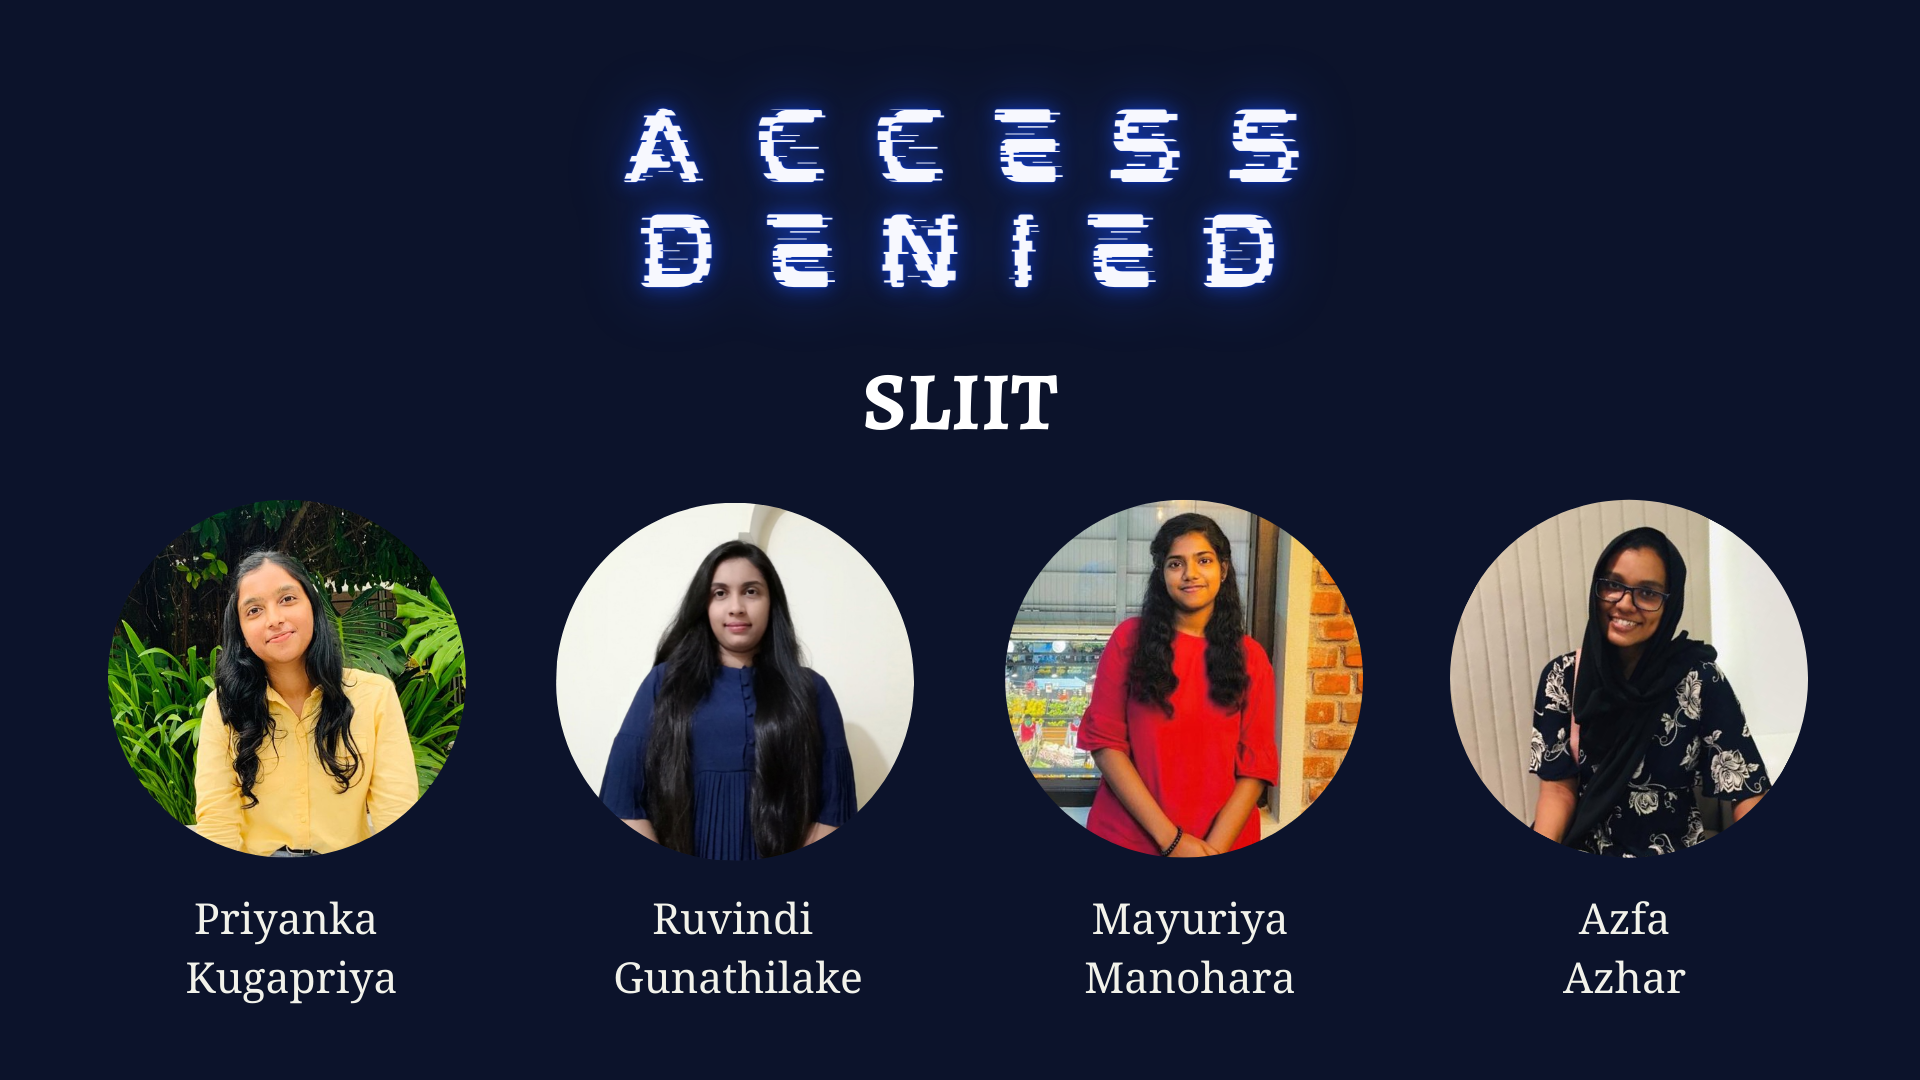 ACCESS
DENIED
SLIIT
Priyanka
Kugapriya
Ruvindi
Gunathilake
Mayuriya
Manohara
Azfa
Azhar